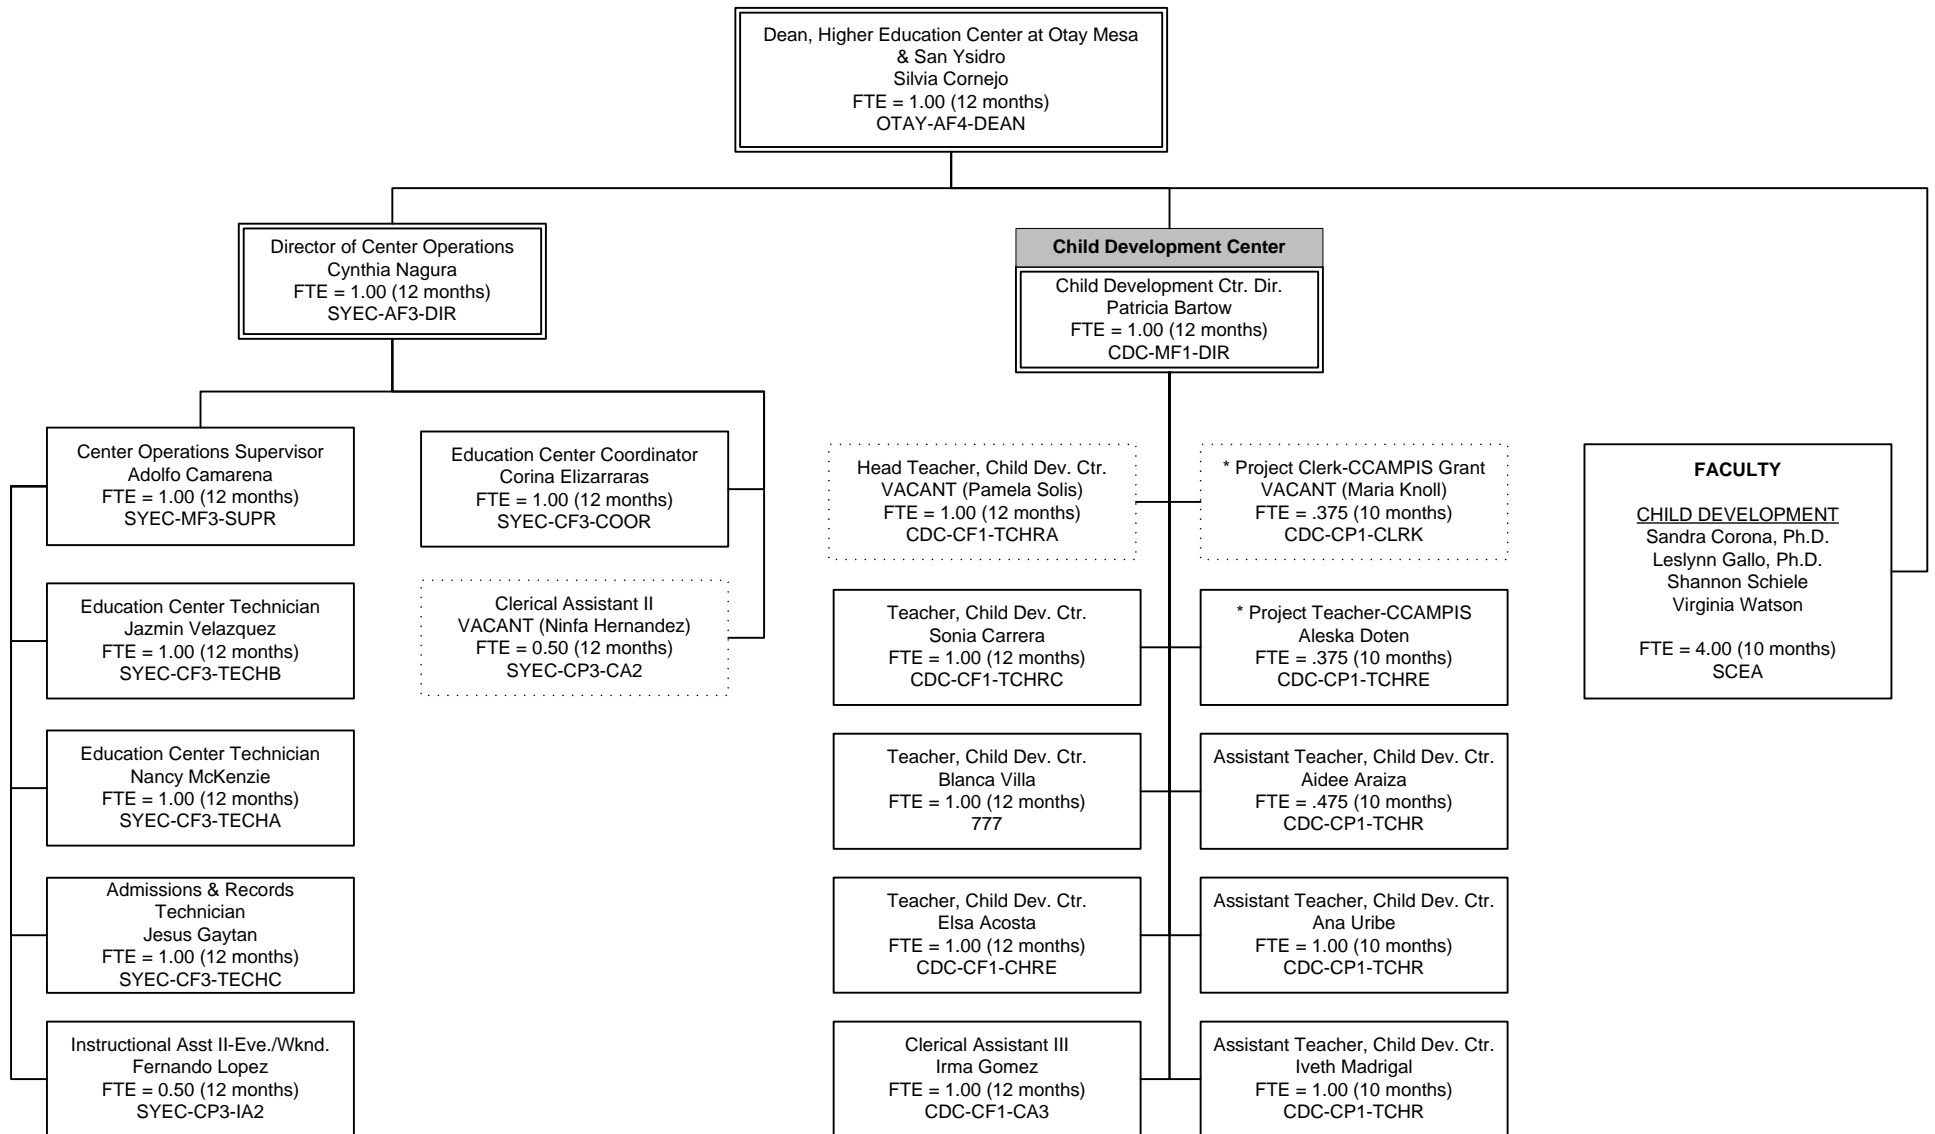 Dean, Higher Education Center at Otay Mesa
& San Ysidro
Silvia Cornejo
FTE = 1.00 (12 months)
OTAY-AF4-DEAN
Director of Center Operations
Cynthia Nagura
FTE = 1.00 (12 months)
SYEC-AF3-DIR
Child Development Center
Child Development Ctr. Dir.
Patricia Bartow
FTE = 1.00 (12 months)
CDC-MF1-DIR
Center Operations Supervisor
Adolfo Camarena
FTE = 1.00 (12 months)
SYEC-MF3-SUPR
Education Center Technician
Jazmin Velazquez
FTE = 1.00 (12 months)
SYEC-CF3-TECHB
Education Center Technician
Nancy McKenzie
FTE = 1.00 (12 months)
SYEC-CF3-TECHA
Admissions & Records
Technician
Jesus Gaytan
FTE = 1.00 (12 months)
SYEC-CF3-TECHC
Instructional Asst II-Eve./Wknd.
Fernando Lopez
FTE = 0.50 (12 months)
SYEC-CP3-IA2
Education Center Coordinator
Corina Elizarraras
FTE = 1.00 (12 months)
SYEC-CF3-COOR
Clerical Assistant II
VACANT (Ninfa Hernandez)
FTE = 0.50 (12 months)
SYEC-CP3-CA2
Head Teacher, Child Dev. Ctr.
VACANT (Pamela Solis)
FTE = 1.00 (12 months)
CDC-CF1-TCHRA
Teacher, Child Dev. Ctr.
Sonia Carrera
FTE = 1.00 (12 months)
CDC-CF1-TCHRC
Teacher, Child Dev. Ctr.
Blanca Villa
FTE = 1.00 (12 months)
777
Teacher, Child Dev. Ctr.
Elsa Acosta
FTE = 1.00 (12 months)
CDC-CF1-CHRE
Clerical Assistant III
Irma Gomez
FTE = 1.00 (12 months)
CDC-CF1-CA3
* Project Clerk-CCAMPIS Grant
VACANT (Maria Knoll)
FTE = .375 (10 months)
CDC-CP1-CLRK
* Project Teacher-CCAMPIS
Aleska Doten
FTE = .375 (10 months)
CDC-CP1-TCHRE
Assistant Teacher, Child Dev. Ctr.
Aidee Araiza
FTE = .475 (10 months)
CDC-CP1-TCHR
Assistant Teacher, Child Dev. Ctr.
Ana Uribe
FTE = 1.00 (10 months)
CDC-CP1-TCHR
Assistant Teacher, Child Dev. Ctr.
Iveth Madrigal
FTE = 1.00 (10 months)
CDC-CP1-TCHR
FACULTY
CHILD DEVELOPMENT
Sandra Corona, Ph.D.
Leslynn Gallo, Ph.D.
Shannon Schiele
Virginia Watson
FTE = 4.00 (10 months)
SCEA